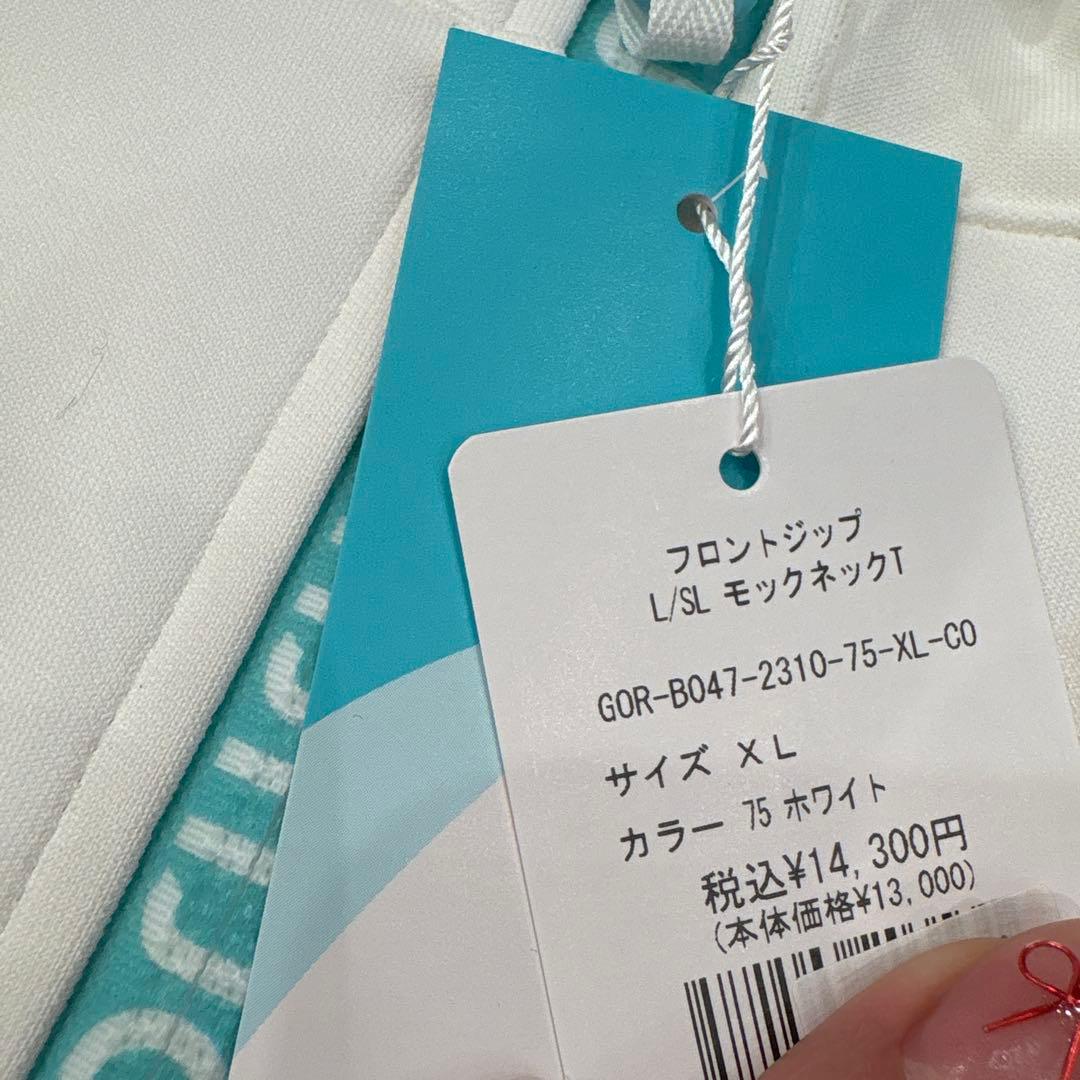 フロントジップ
L/SL モックネックT
GOR-B047-2310-75-XL-CO
サイズ XL
カラー 75 ホワイト
税込¥14,300円
(本体価格¥13,000)